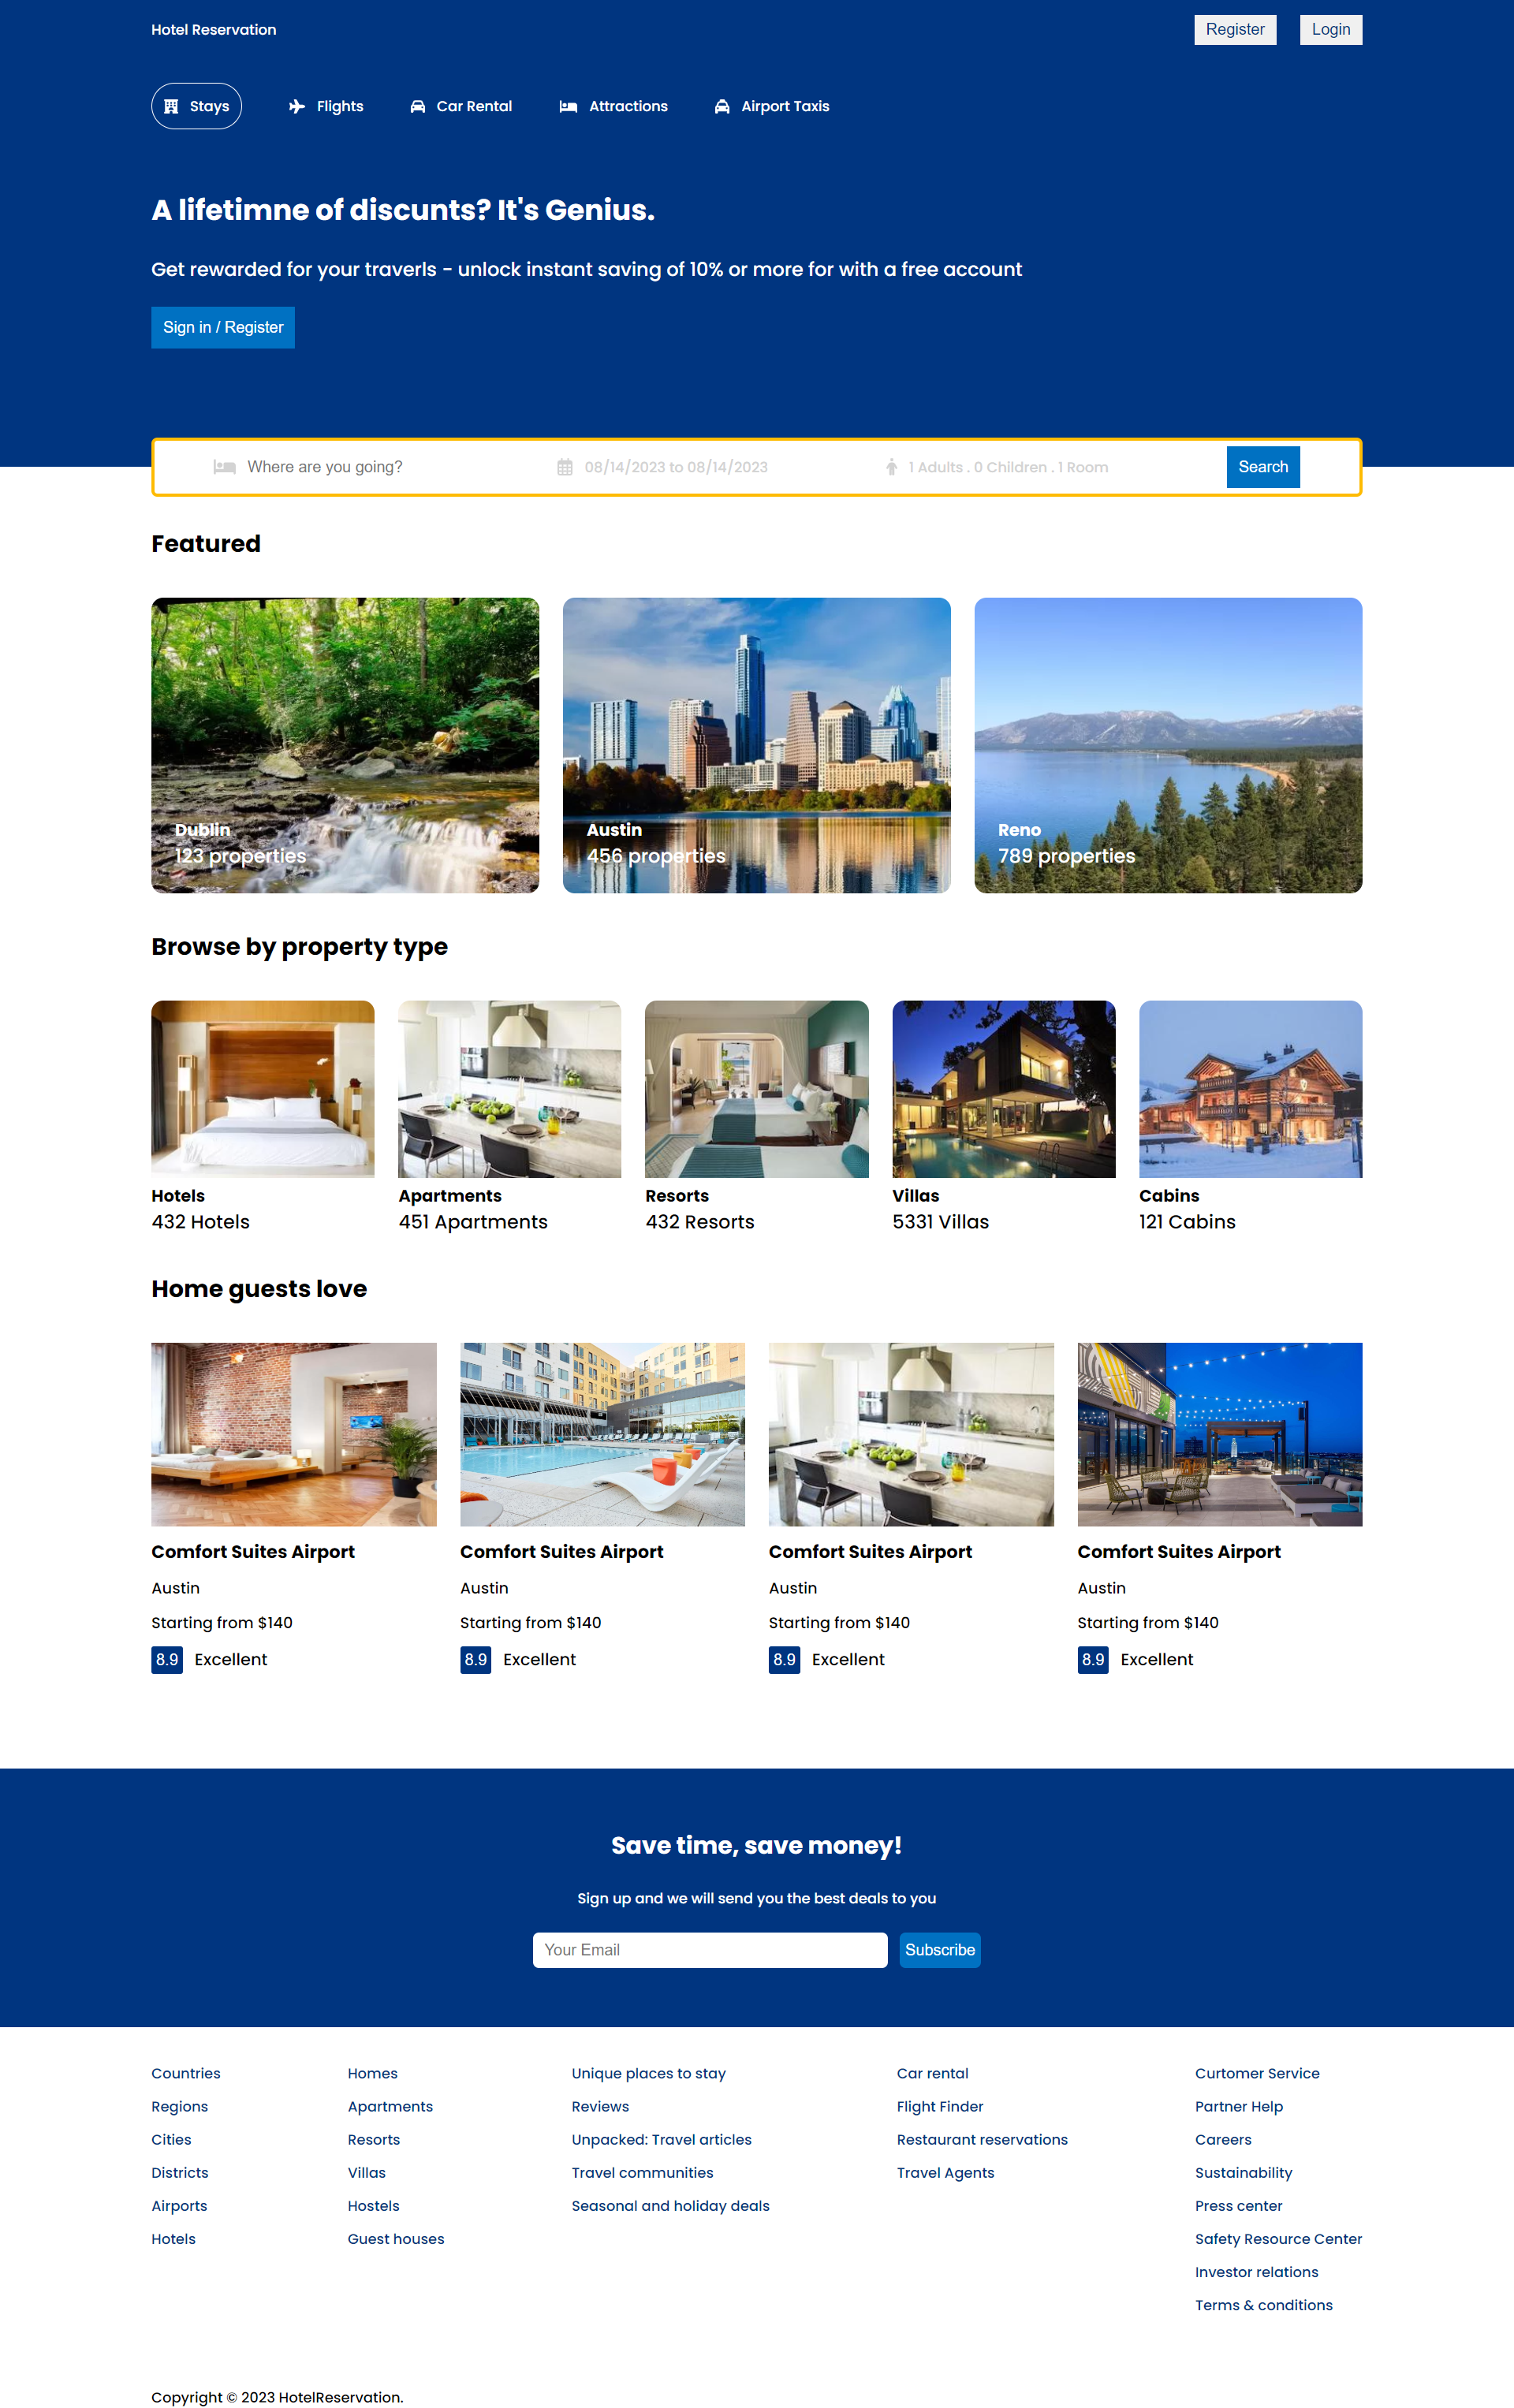 Hotel Reservation
Register
Login
Stays
Flights
Car Rental
Attractions
Airport Taxis
A lifetimne of discunts? It's Genius.
Get rewarded for your traverls - unlock instant saving of 10% or more for with a free account
Sign in / Register
Where are you going?
08/14/2023 to 08/14/2023
1 Adults . 0 Children . 1 Room
Search
Featured
Dublin
123 properties
Austin
456 properties
Reno
789 properties
Browse by property type
Hotels
432 Hotels
Apartments
451 Apartments
Resorts
432 Resorts
Villas
5331 Villas
Cabins
121 Cabins
Home guests love
Comfort Suites Airport
Austin
Starting from $140
8.9 Excellent
Comfort Suites Airport
Austin
Starting from $140
8.9 Excellent
Comfort Suites Airport
Austin
Starting from $140
8.9 Excellent
Comfort Suites Airport
Austin
Starting from $140
8.9 Excellent
Save time, save money!
Sign up and we will send you the best deals to you
Your Email
Subscribe
Countries
Regions
Cities
Districts
Airports
Hotels
Homes
Apartments
Resorts
Villas
Hostels
Guest houses
Unique places to stay
Reviews
Unpacked: Travel articles
Travel communities
Seasonal and holiday deals
Car rental
Flight Finder
Restaurant reservations
Travel Agents
Curtomer Service
Partner Help
Careers
Sustainability
Press center
Safety Resource Center
Investor relations
Terms & conditions
Copyright © 2023 HotelReservation.